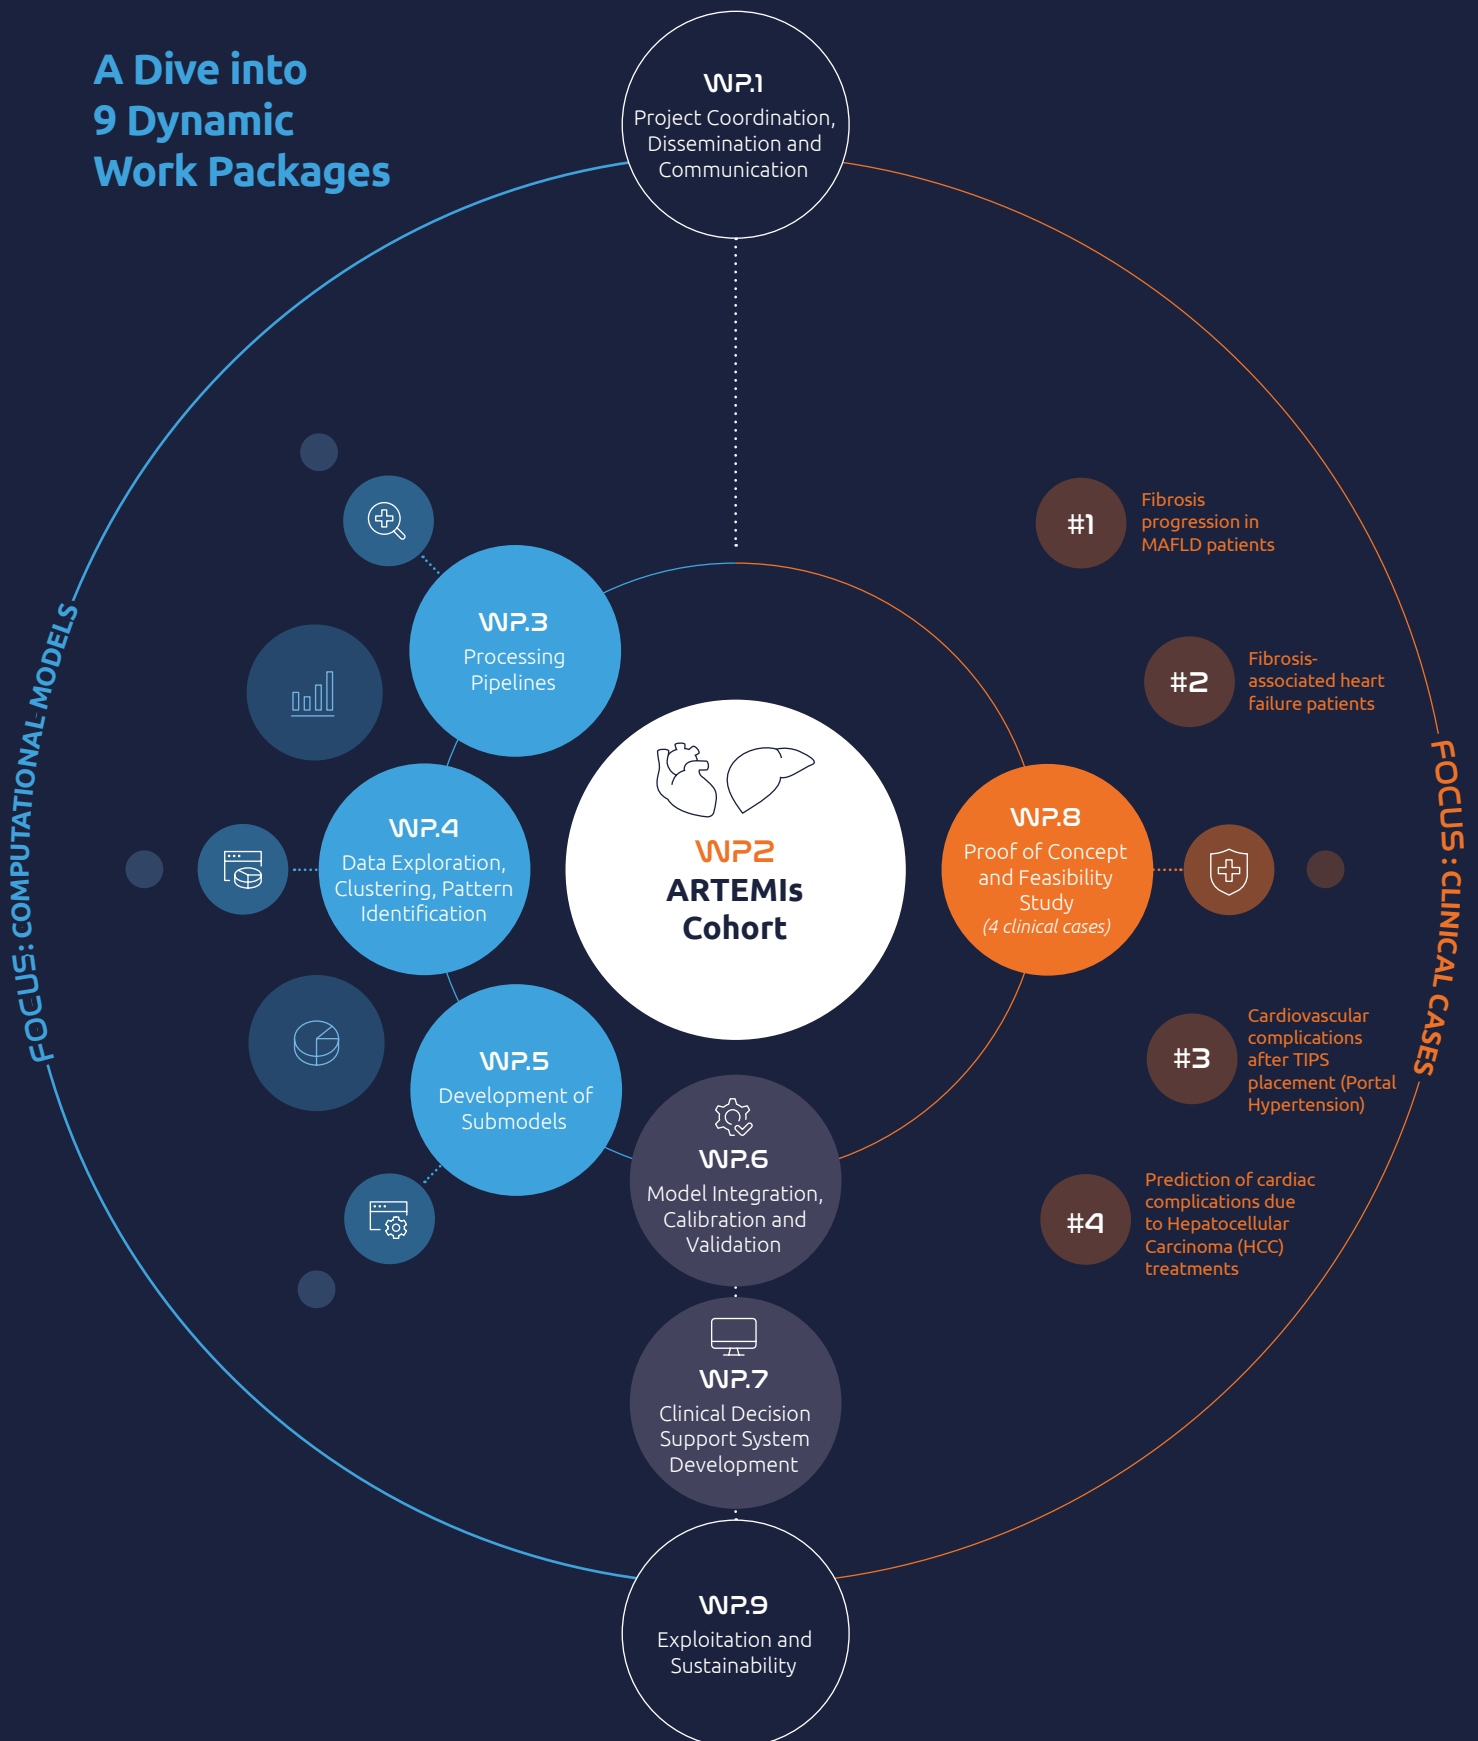 A Dive into
9 Dynamic
Work Packages
WP.1
Project Coordination,
Dissemination and
Communication
FOCUS: COMPUTATIONAL MODELS
WP.3
Processing
Pipelines
WP.4
Data Exploration,
Clustering, Pattern
Identification
WP.5
Development of
Submodels
WP2
ARTEMIs
Cohort
WP.6
Model Integration,
Calibration and
Validation
WP.7
Clinical Decision
Support System
Development
WP.9
Exploitation and
Sustainability
WP.8
Proof of Concept
and Feasibility
Study
(4 clinical cases)
#1
Fibrosis
progression in
MAFLD patients
#2
Fibrosis-
associated heart
failure patients
#3
Cardiovascular
complications
after TIPS
placement (Portal
Hypertension)
#4
Prediction of cardiac
complications due
to Hepatocellular
Carcinoma (HCC)
treatments
FOCUS: CLINICAL CASES